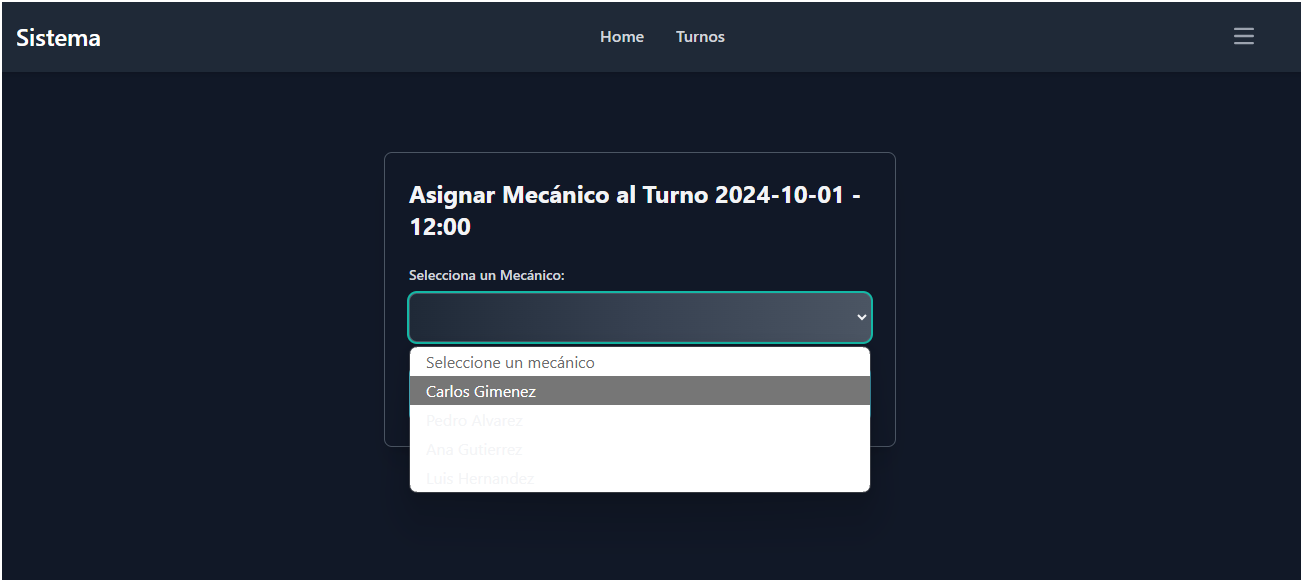 Sistema
Home
Turnos
Asignar Mecánico al Turno 2024-10-01 -
12:00
Selecciona un Mecánico:
Seleccione un mecánico
Carlos Gimenez
Pedro Alvarez
Ana Gutierrez
Luis Hernandez